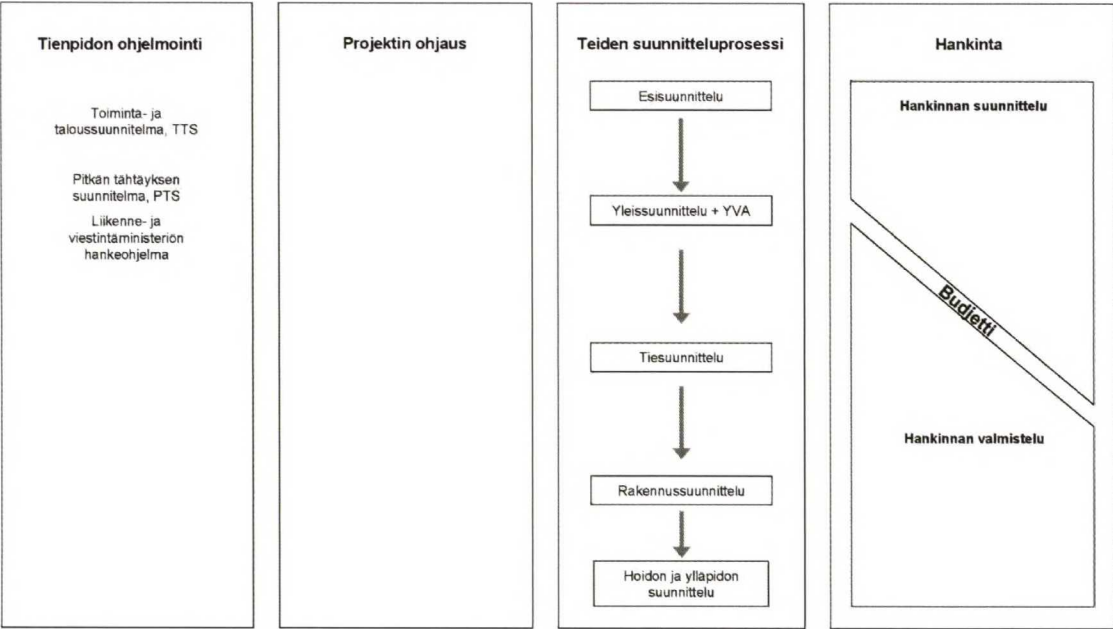 Tienpidon ohjelmointi
Toiminta- ja
taloussuunnitelma, TTS
Pitkän tähtäyksen
suunnitelma, PTS
Liikenne- ja
viestintäministeriön
hankeohjelma
Projektin ohjaus
Teiden suunnitteluprosessi
Esisuunnittelu
Yleissuunnittelu + YVA
Tiesuunnittelu
Rakennussuunnittelu
Hoidon ja ylläpidon
suunnittelu
Hankinta
Hankinnan suunnittelu
Budjetti
Hankinnan valmistelu